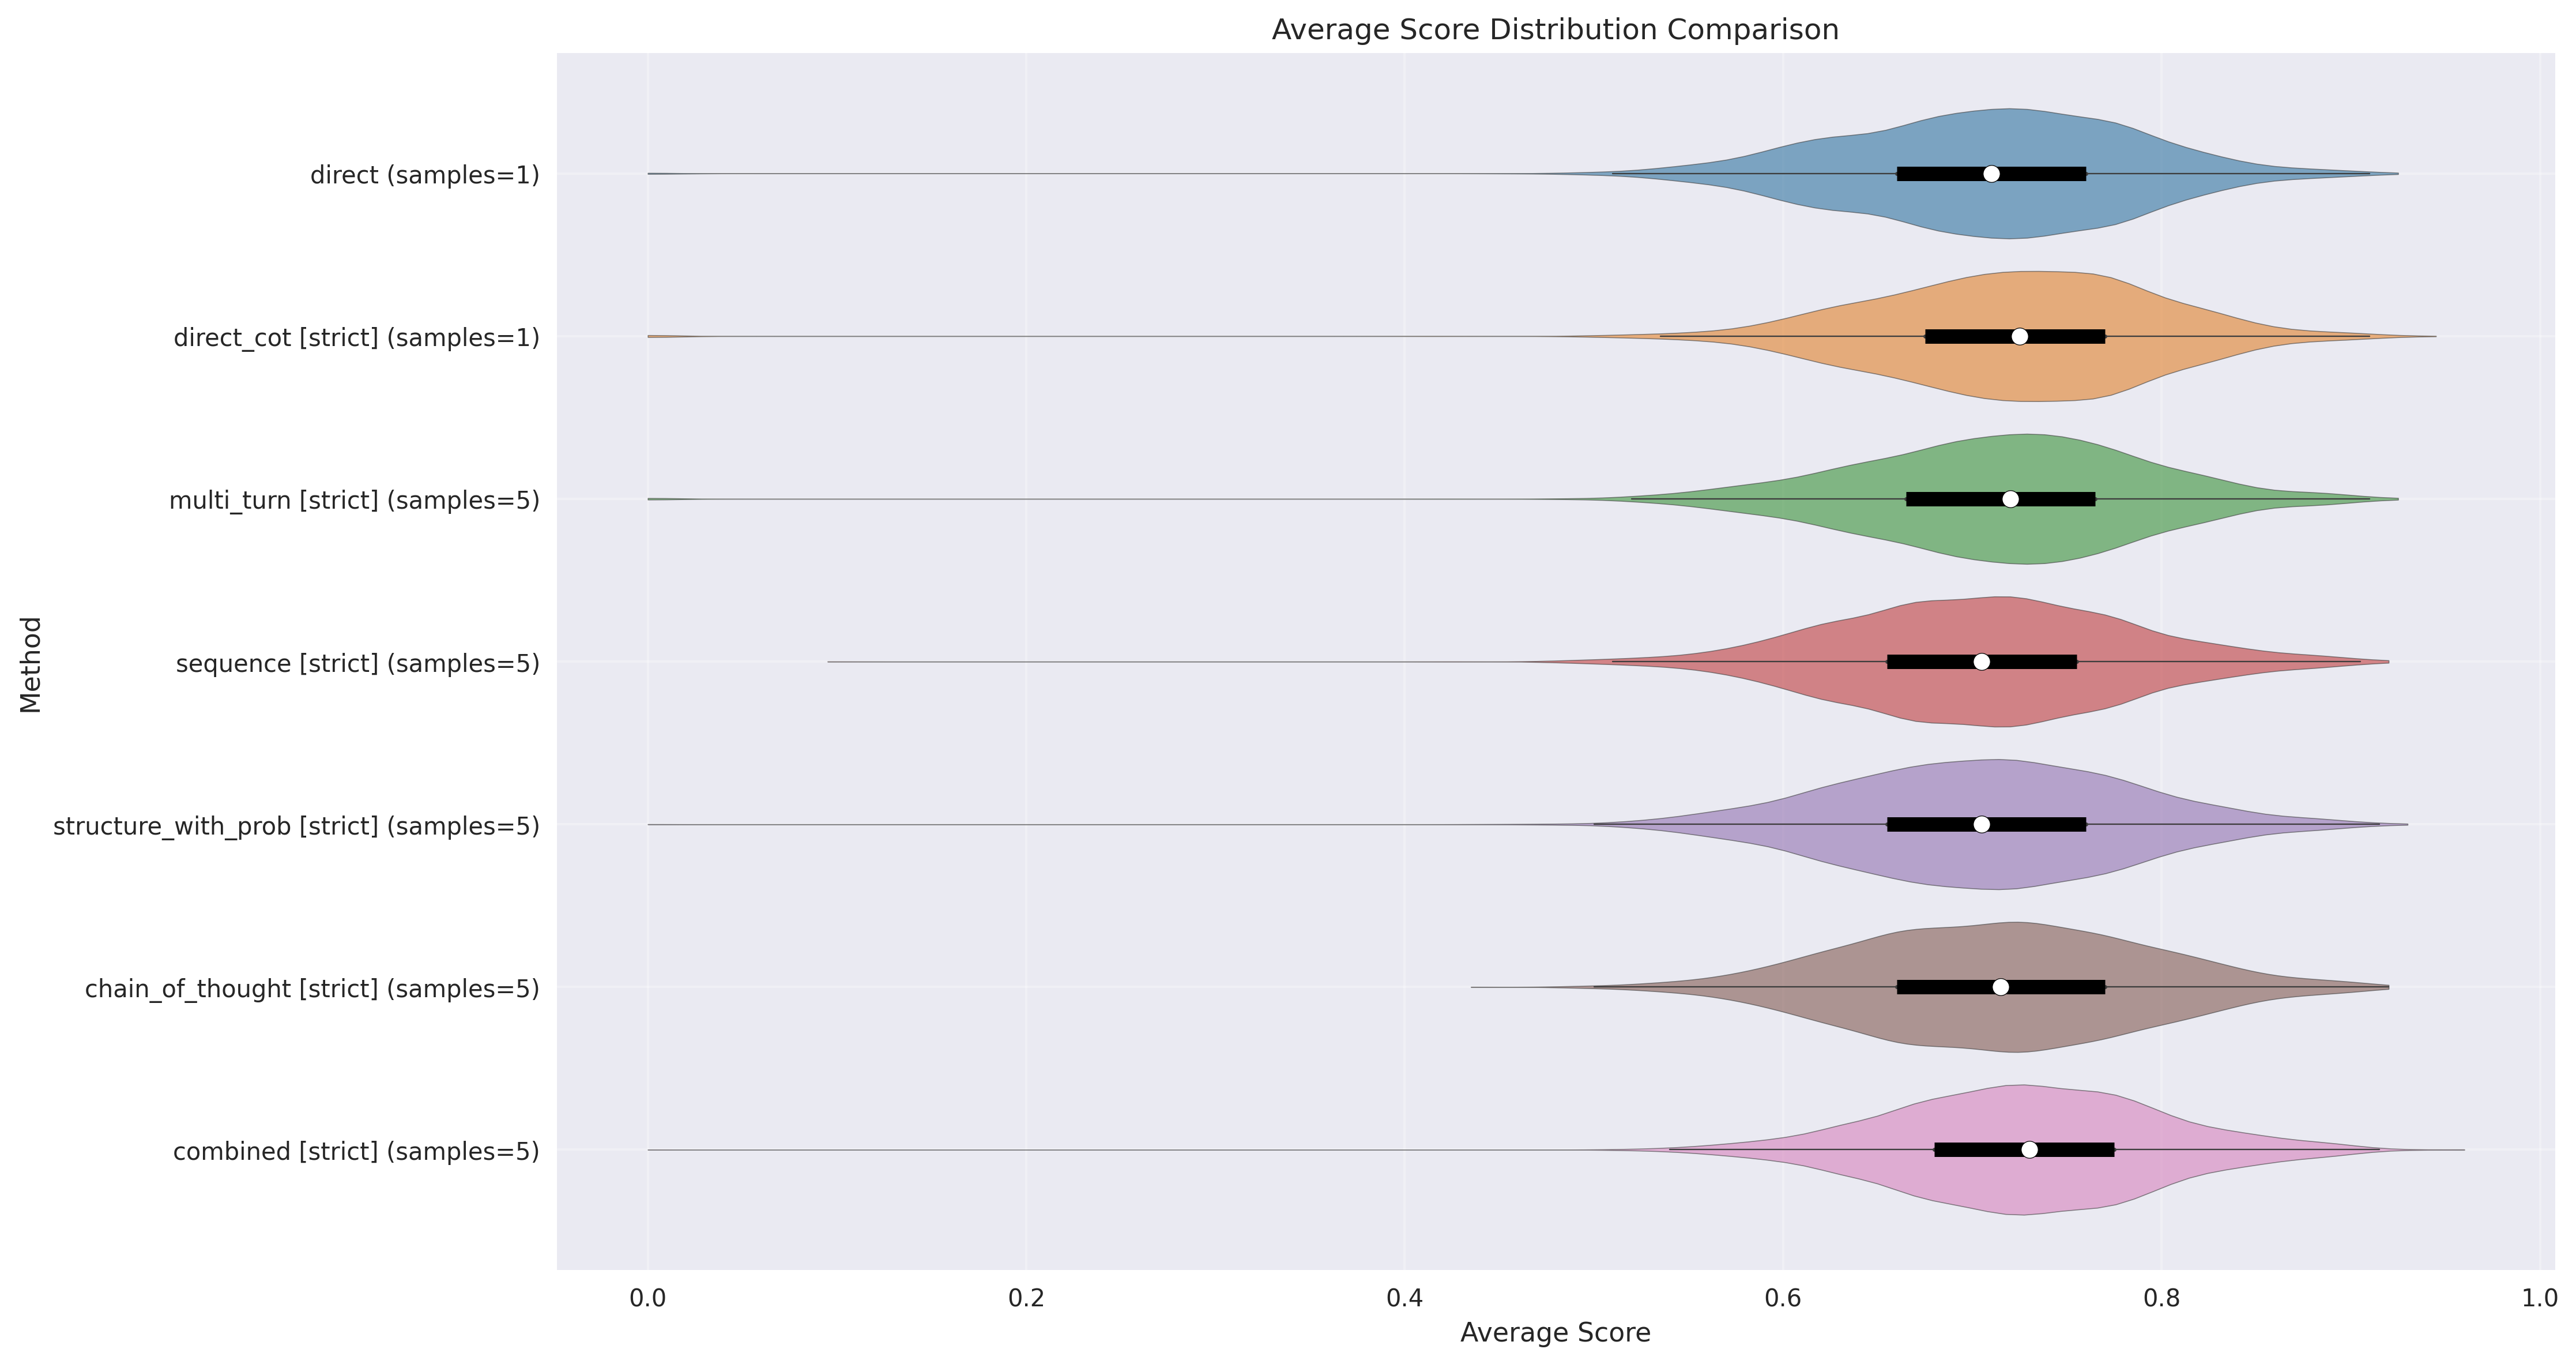 Average Score Distribution Comparison
Method
direct (samples=1)
direct_cot [strict] (samples=1)
multi_turn [strict] (samples=5)
sequence [strict] (samples=5)
structure_with_prob [strict] (samples=5)
chain_of_thought [strict] (samples=5)
combined [strict] (samples=5)
0.0 0.2 0.4 0.6 0.8 1.0
Average Score